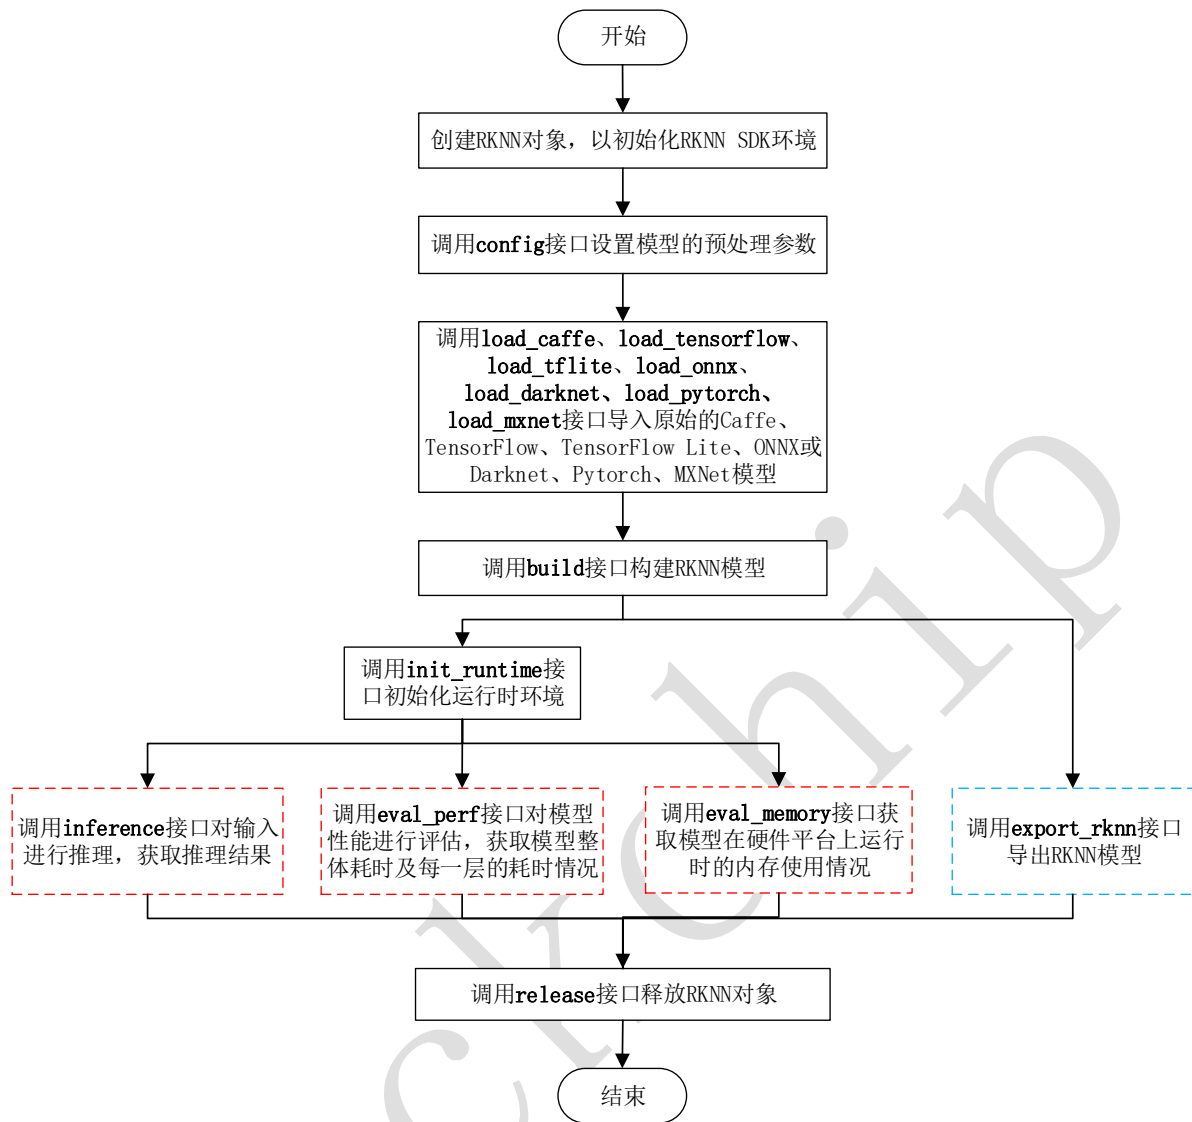 开始
创建RKNN对象，以初始化RKNN SDK环境
调用config接口设置模型的预处理参数
调用load_caffe、load_tensorflow、
load_tflite、load_onnx、
load_darknet、load_pytorch、
load_mxnet接口导入原始的Caffe、
TensorFlow、TensorFlow Lite、ONNX或
Darknet、Pytorch、MXNet模型
调用build接口构建RKNN模型
调用init_runtime接
口初始化运行时环境
调用inference接口对输入
进行推理，获取推理结果
调用eval_perf接口对模型
性能进行评估，获取模型整
体耗时及每一层的耗时情况
调用eval_memory接口获
取模型在硬件平台上运行
时的内存使用情况
调用export_rknn接口
导出RKNN模型
调用release接口释放RKNN对象
结束
ckchip